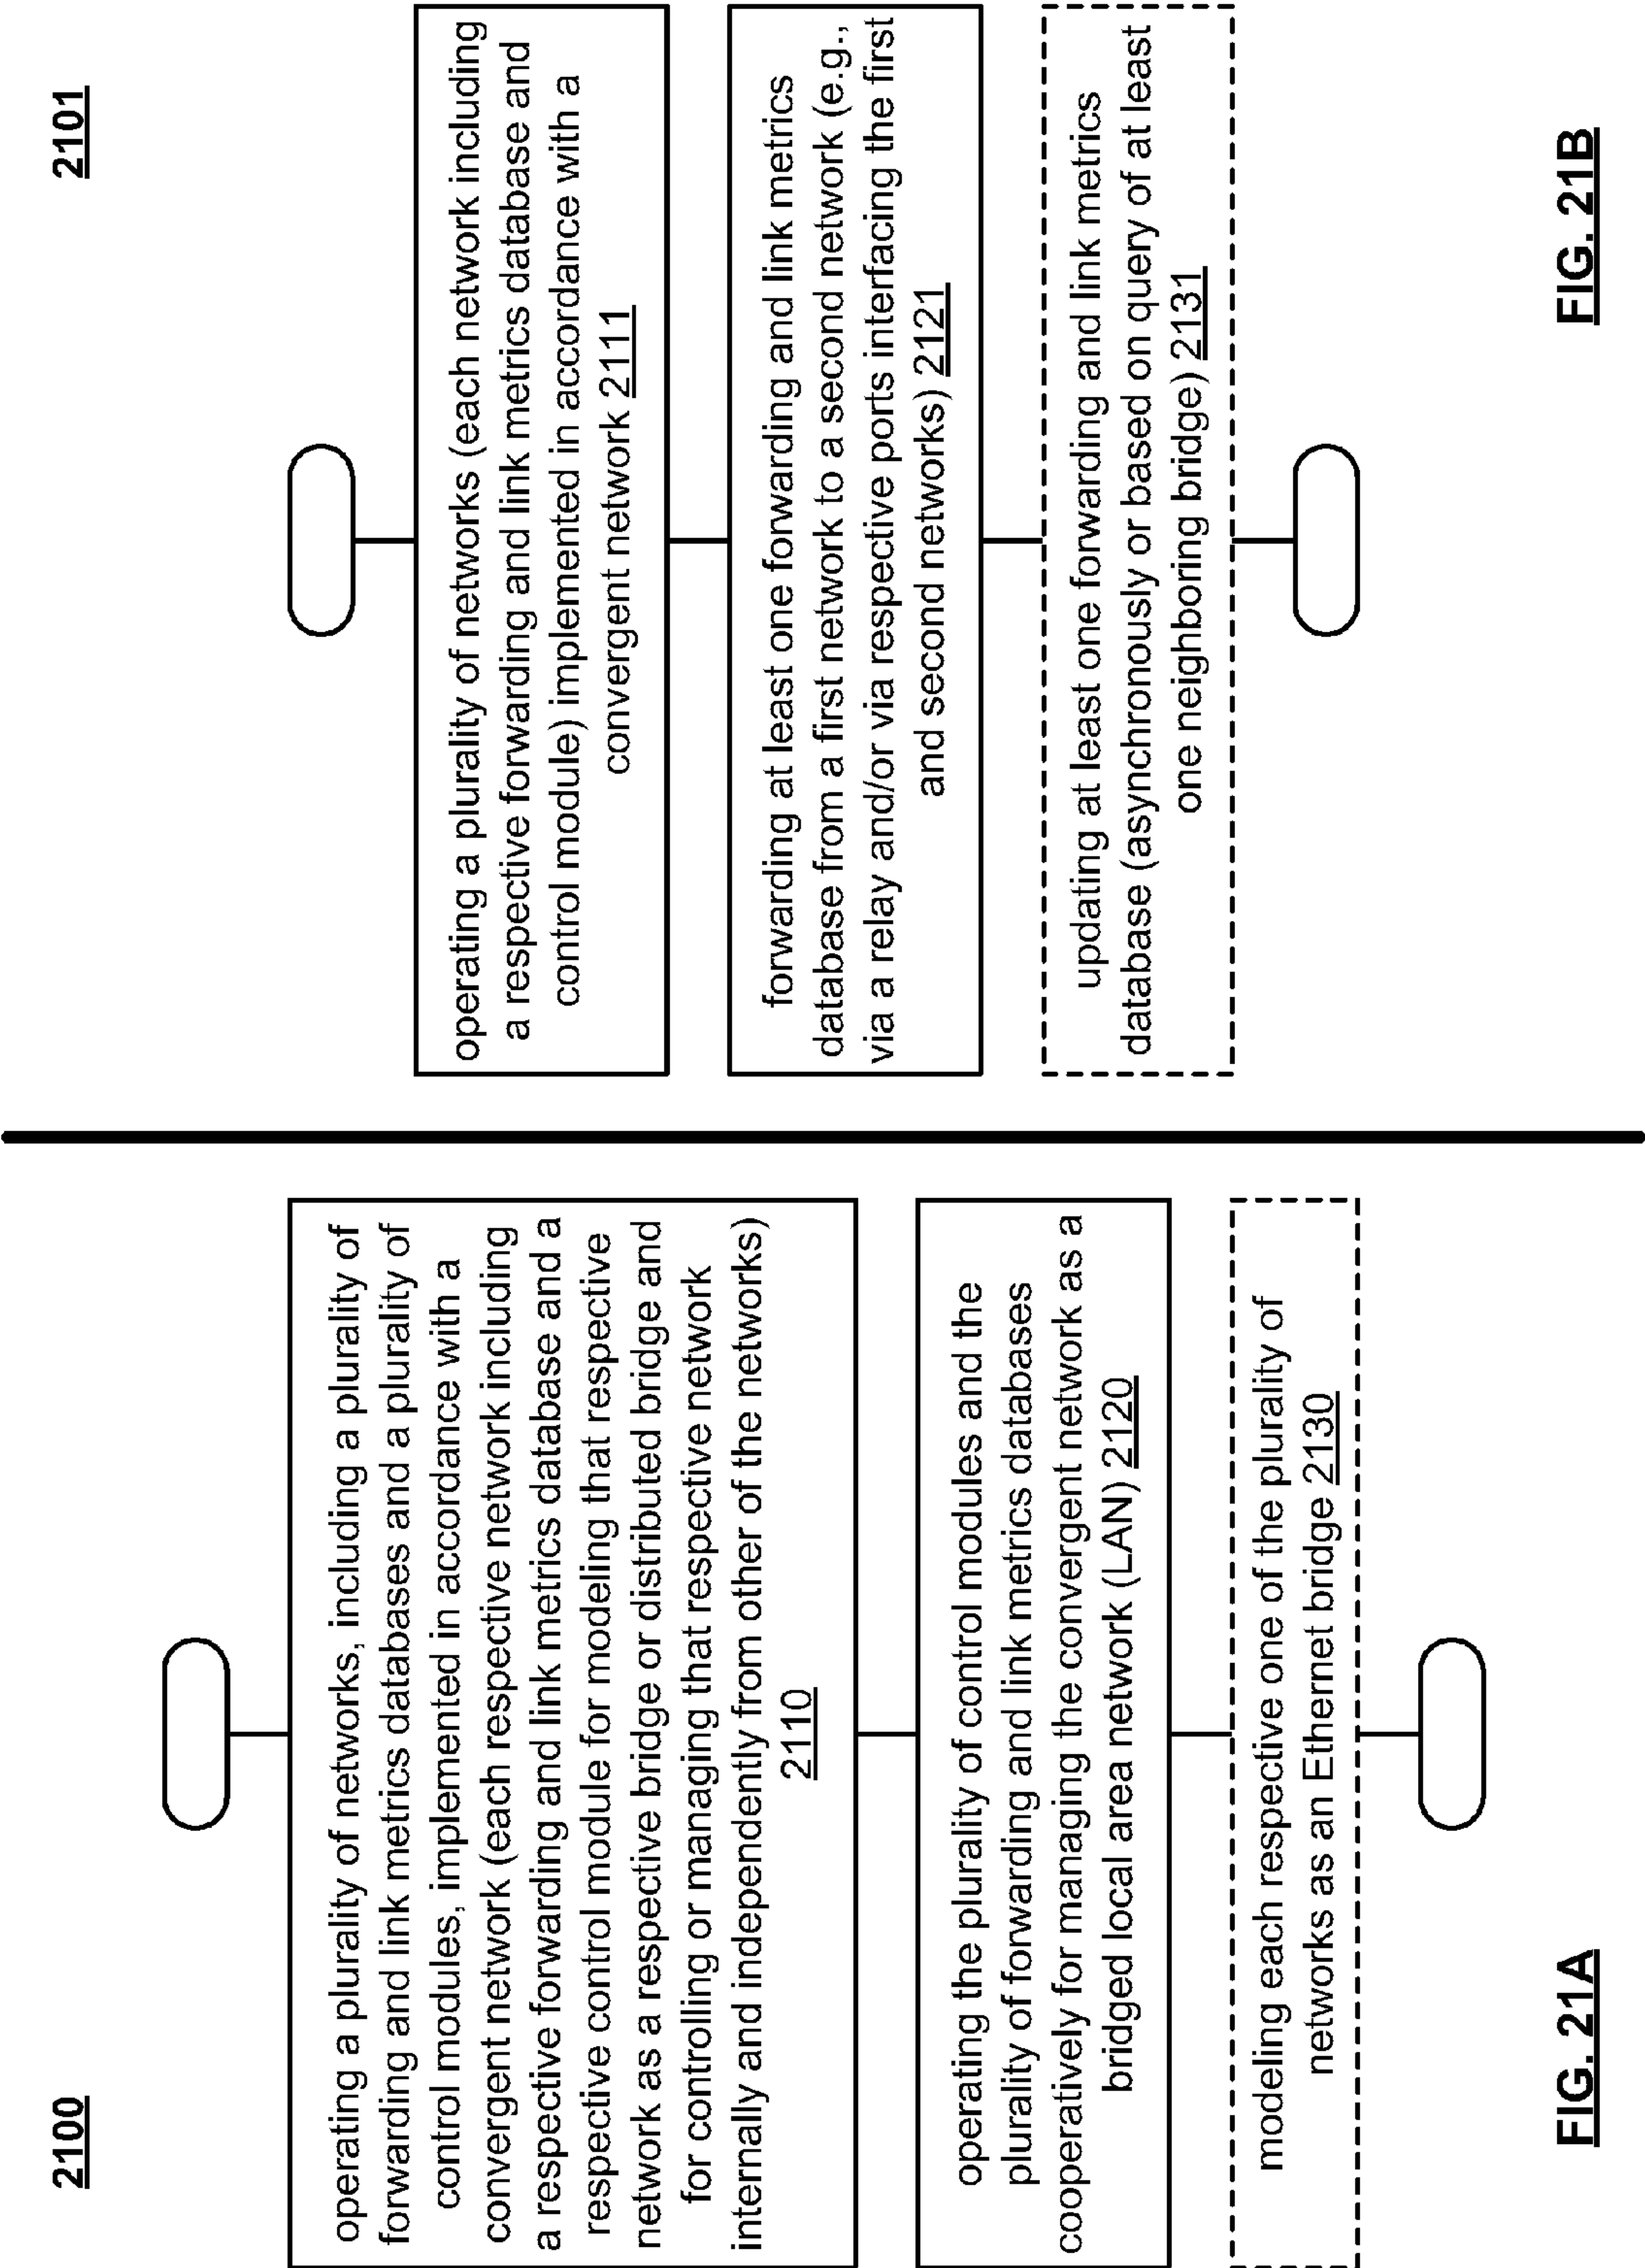 2100
operating a plurality of networks, including a plurality of
forwarding and link metrics databases and a plurality of
control modules, implemented in accordance with a
convergent network (each respective network including
a respective forwarding and link metrics database and a
respective control module for modeling that respective
network as a respective bridge or distributed bridge and
for controlling or managing that respective network
internally and independently from other of the networks)
2110
operating the plurality of control modules and the
plurality of forwarding and link metrics databases
cooperatively for managing the convergent network as a
bridged local area network (LAN) 2120
modeling each respective one of the plurality of
networks as an Ethernet bridge 2130
FIG. 21A
2101
operating a plurality of networks (each network including
a respective forwarding and link metrics database and
control module) implemented in accordance with a
convergent network 2111
forwarding at least one forwarding and link metrics
database from a first network to a second network (e.g.,
via a relay and/or via respective ports interfacing the first
and second networks) 2121
updating at least one forwarding and link metrics
database (asynchronously or based on query of at least
one neighboring bridge) 2131
FIG. 21B